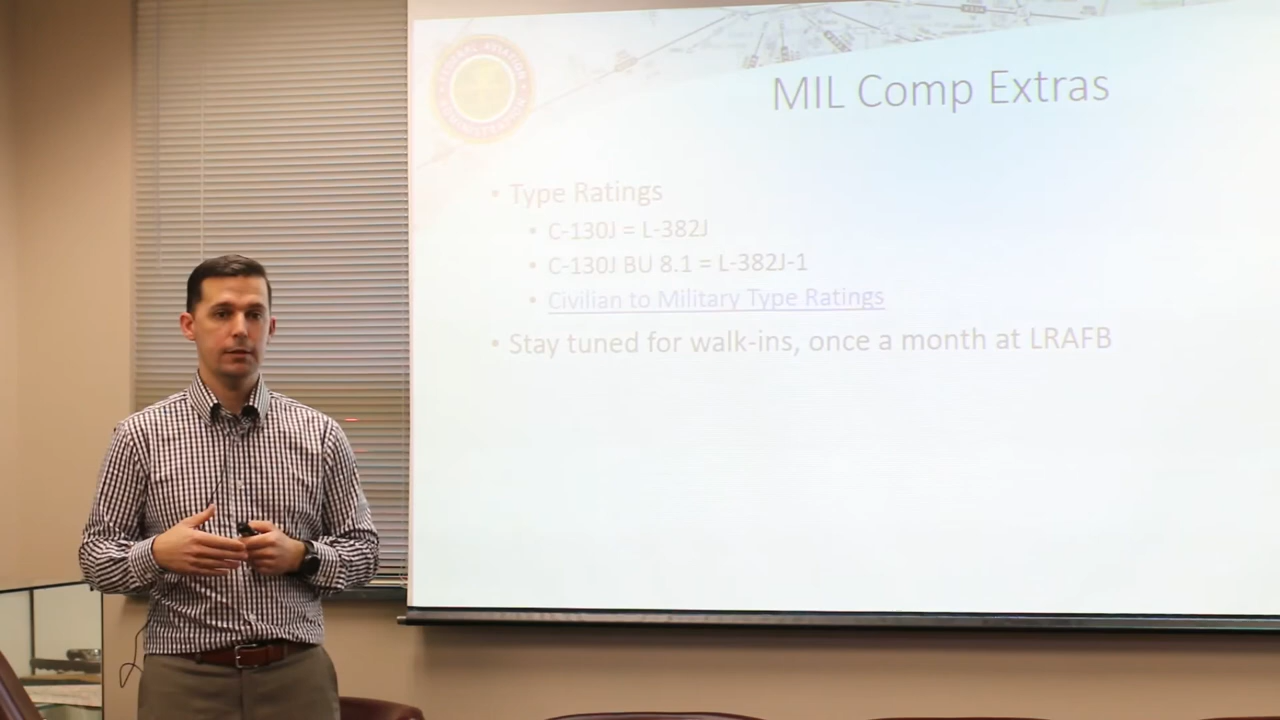 MIL Comp Extras
• Type Ratings
• C-130J = L-382J
• C-130J BU 8.1 = L-382J-1
• Civilian to Military Type Ratings
• Stay tuned for walk-ins, once a month at LRAFB